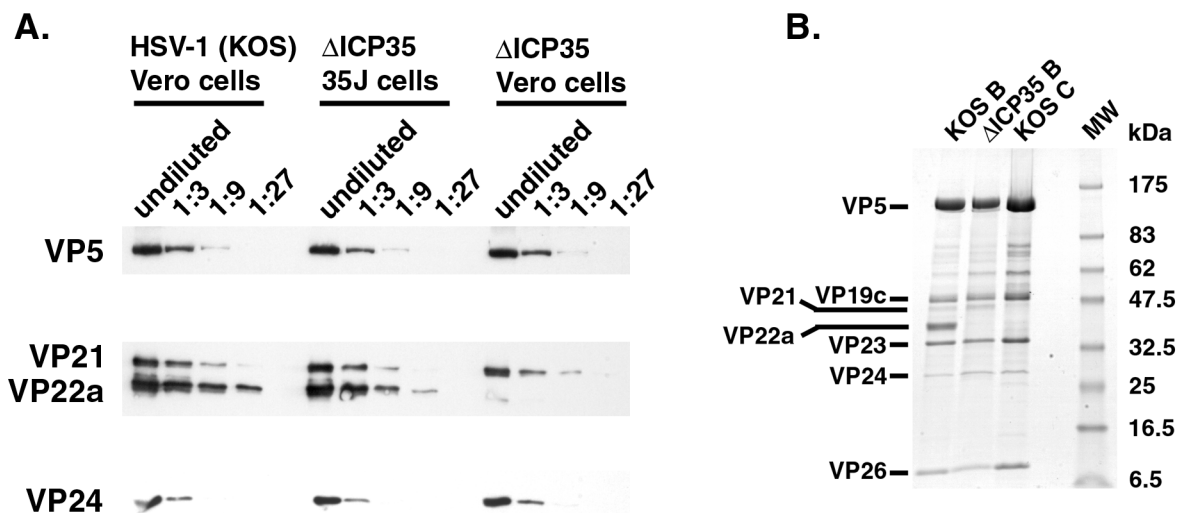 A.
HSV-1 (KOS)
Vero cells
ΔICP35
35J cells
ΔICP35
Vero cells
undiluted
1:3
1:9
1:27
undiluted
1:3
1:9
1:27
undiluted
1:3
1:9
1:27
VP5
VP21
VP22a
VP24
B.
KOS B
ΔICP35 B
KOS C
MW
kDa
VP5
VP21
VP19c
VP22a
VP23
VP24
VP26
175
83
62
47.5
32.5
25
16.5
6.5